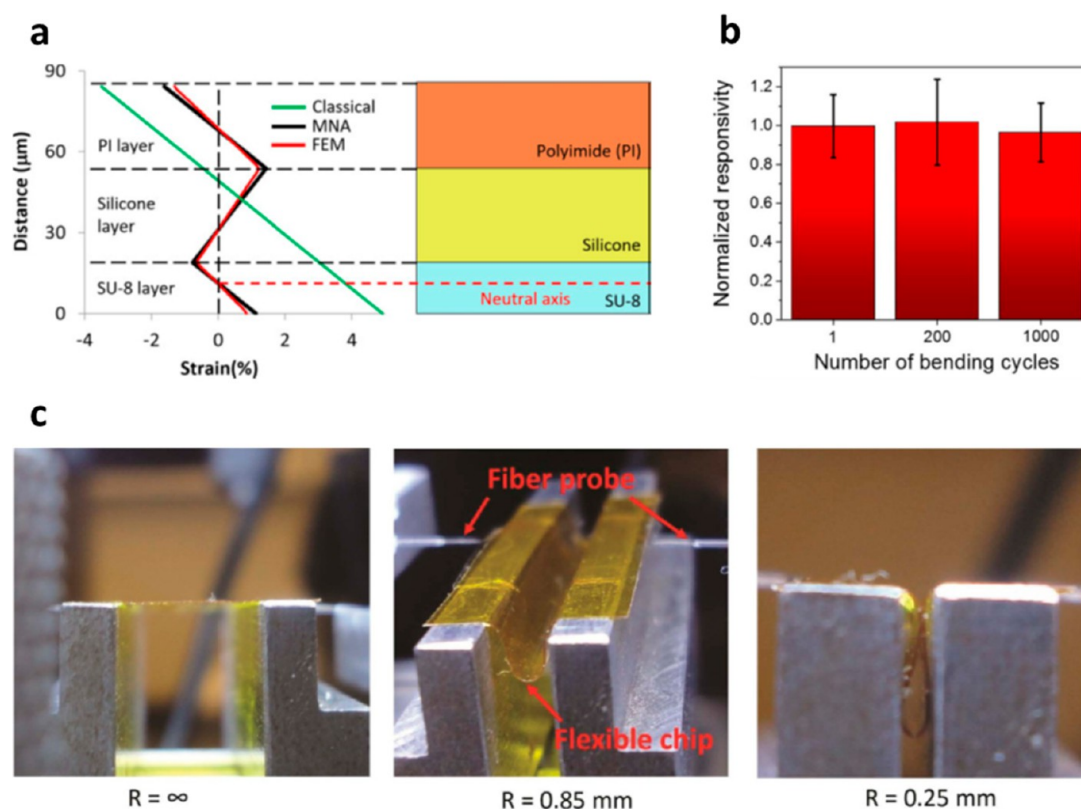 a
90
60
30
0
Distance (μm)
PI layer
Silicone
layer
SU-8 layer
Classical
MNA
FEM
-4
-2
0
2
4
Strain(%)
Polyimide (PI)
Silicone
Neutral axis
SU-8
b
1.2
1.0
0.8
0.6
0.4
0.2
0.0
Normalized responsivity
1
200
1000
Number of bending cycles
c
Fiber probe
Flexible chip
R = ∞
R = 0.85 mm
R = 0.25 mm